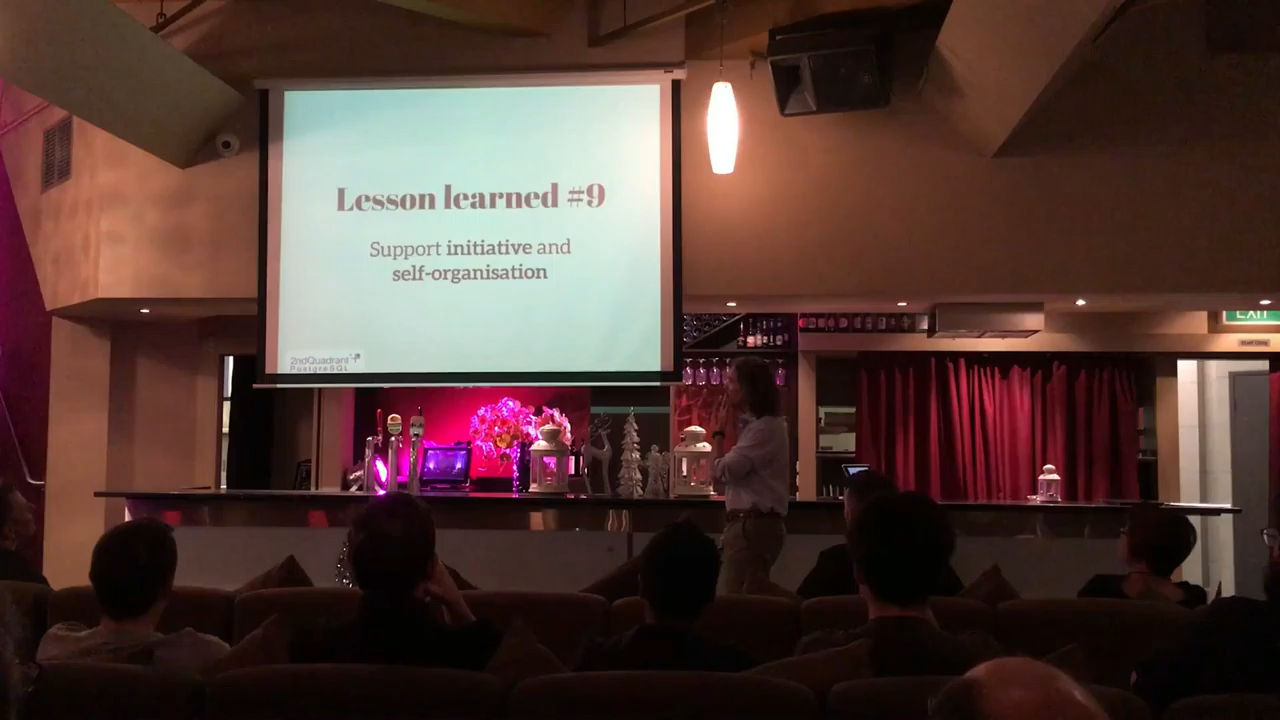 Lesson learned #9
Support initiative and
self-organisation
2ndQuadrant
PostgreSQL
EXIT